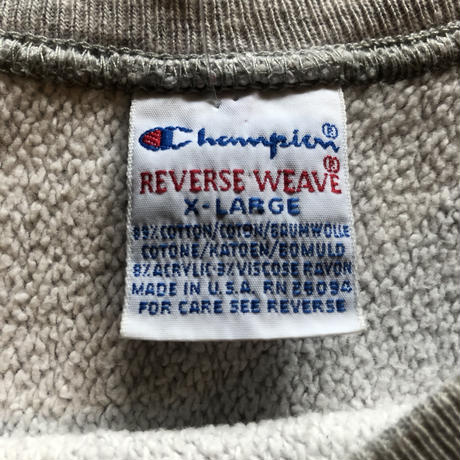 Champion®
REVERSE WEAVE®
X-LARGE
89% COTTON/COTON/BAUMWOLLE
COTONE/KATOEN/BOMULD
8% ACRYLIC-3% VISCOSE RAYON
MADE IN U.S.A. RN 26094
FOR CARE SEE REVERSE